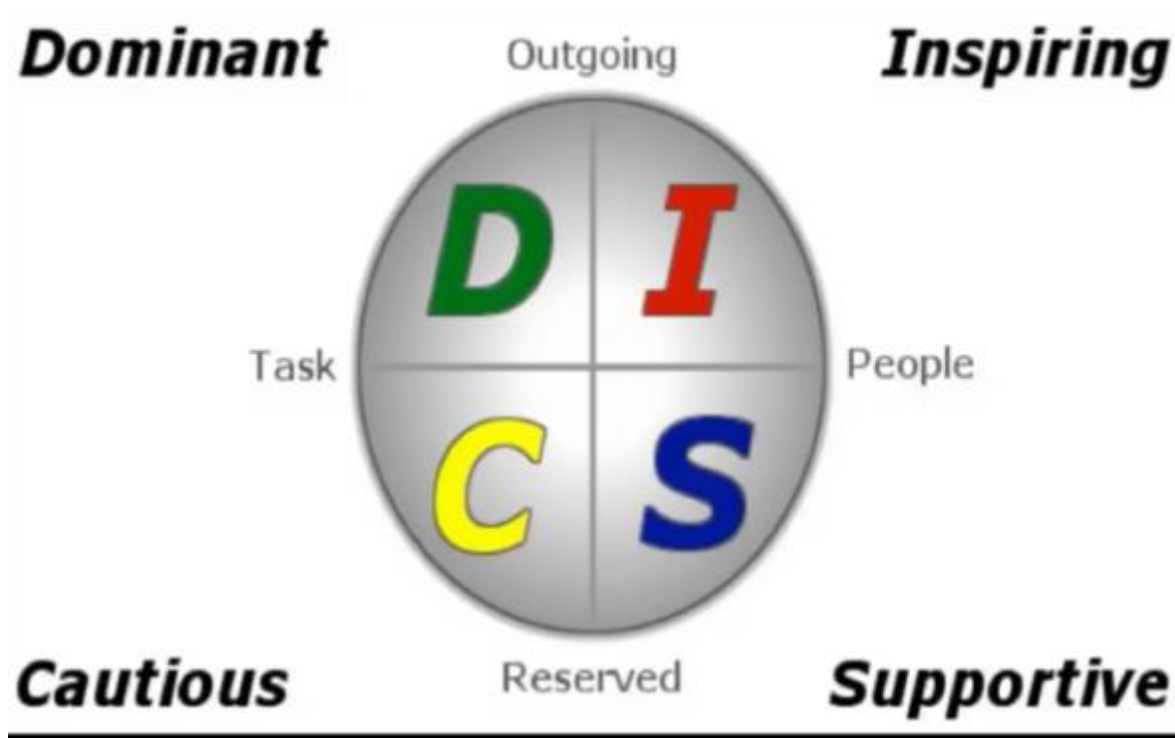 Dominant
Outgoing
Inspiring
D
I
Task
People
C
S
Cautious
Reserved
Supportive